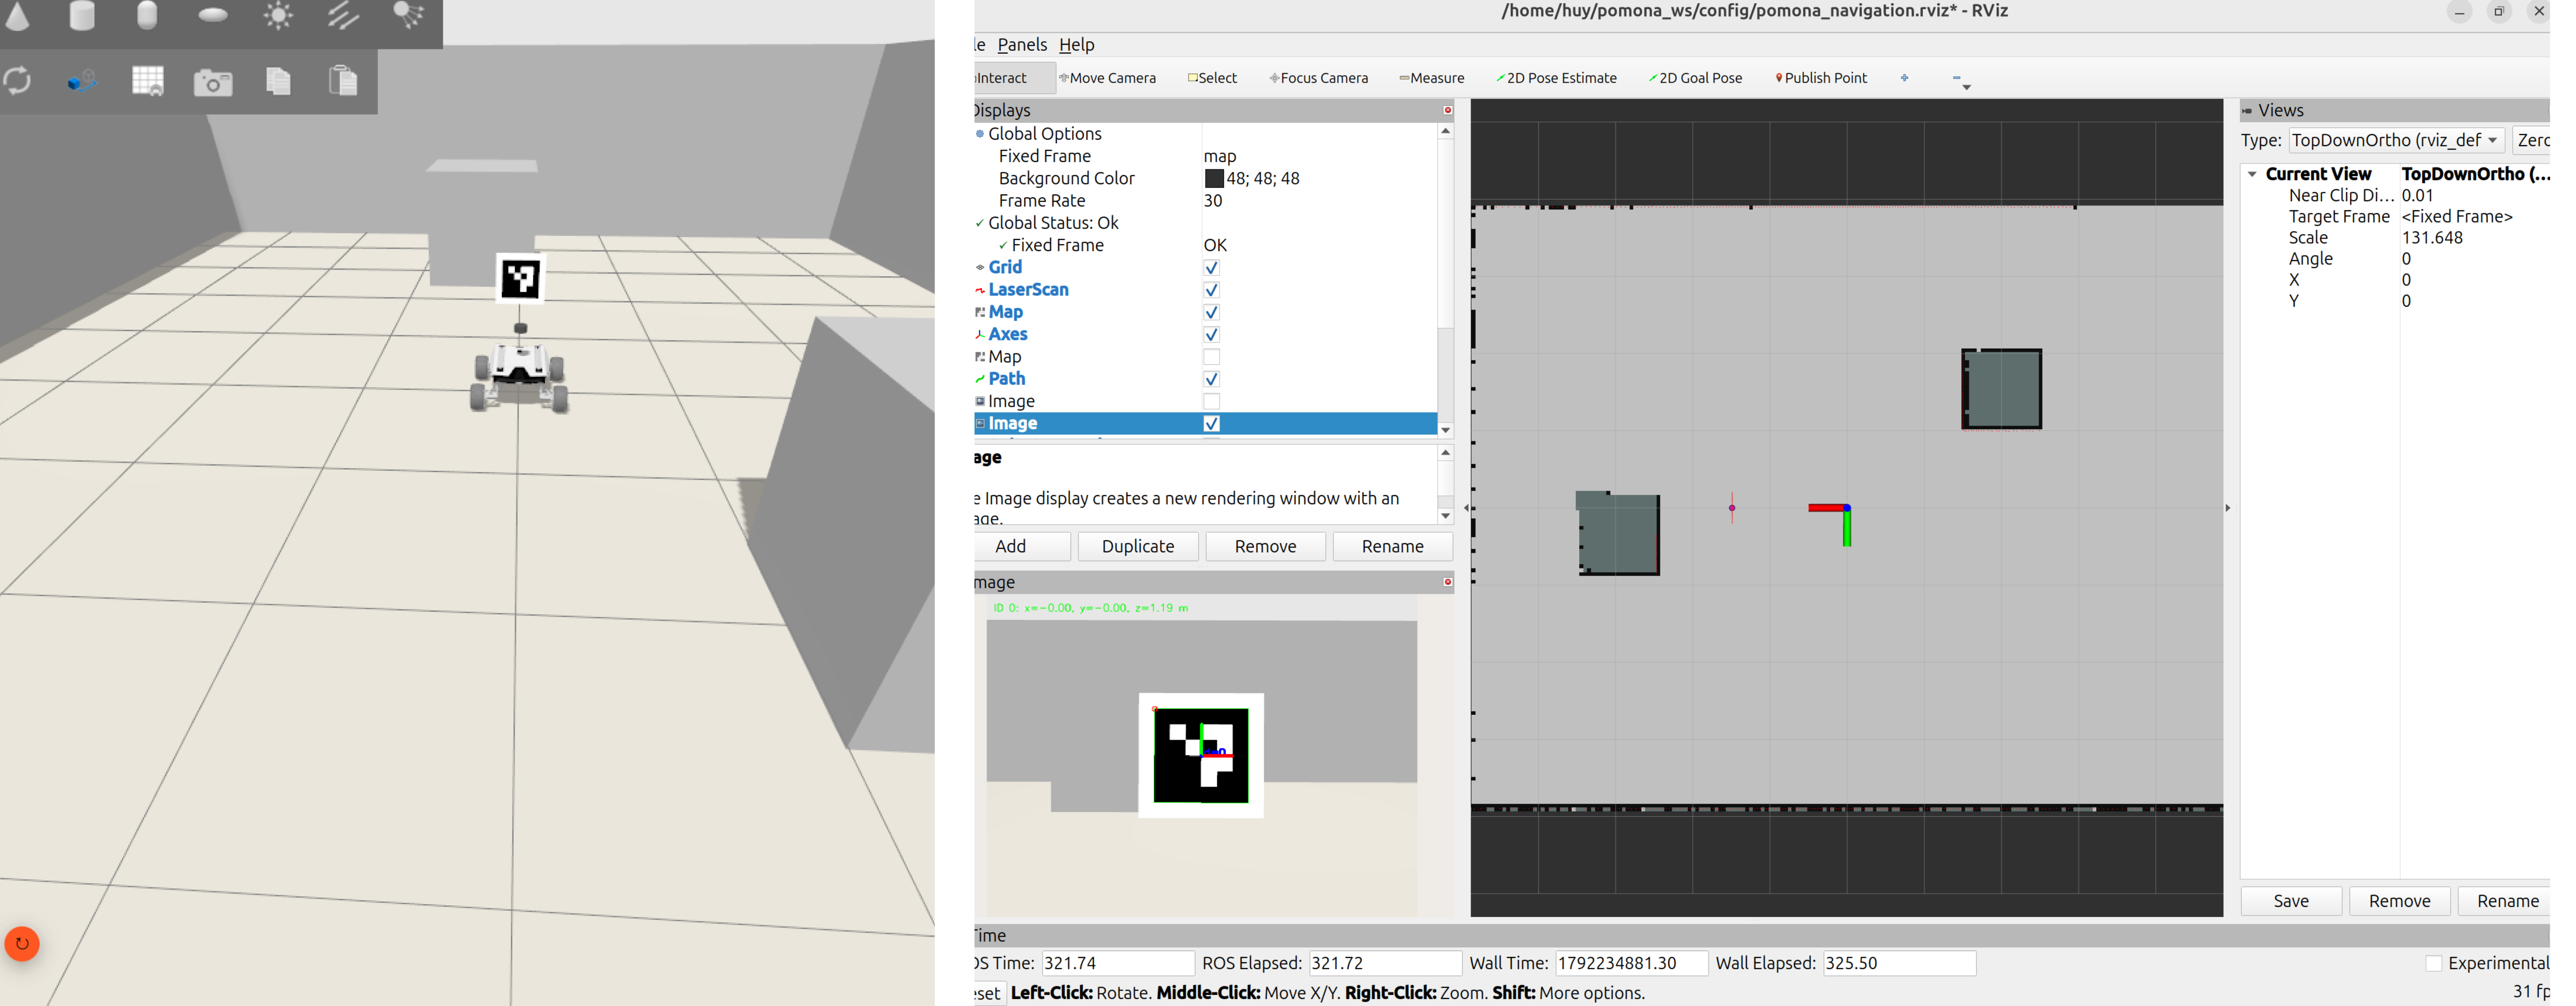 /home/huy/pomona_ws/config/pomona_navigation.rviz* - RViz
le Panels Help
Interact Move Camera Select Focus Camera Measure 2D Pose Estimate 2D Goal Pose Publish Point
Displays
Global Options
Fixed Frame map
Background Color 48; 48; 48
Frame Rate 30
Global Status: Ok
Fixed Frame OK
Grid
LaserScan
Map
Axes
Map
Path
Image
Image
age
e Image display creates a new rendering window with an
age.
Add Duplicate Remove Rename
mage
ID 0: x=-0.00, y=-0.00, z=1.19 m
Views
Type: TopDownOrtho (rviz_def Zero
Current View TopDownOrtho (...
Near Clip Di... 0.01
Target Frame <Fixed Frame>
Scale 131.648
Angle 0
X 0
Y 0
Save Remove Rename
Time
OS Time: 321.74 ROS Elapsed: 321.72 Wall Time: 1792234881.30 Wall Elapsed: 325.50 Experimental
eset Left-Click: Rotate. Middle-Click: Move X/Y. Right-Click: Zoom. Shift: More options. 31 fp